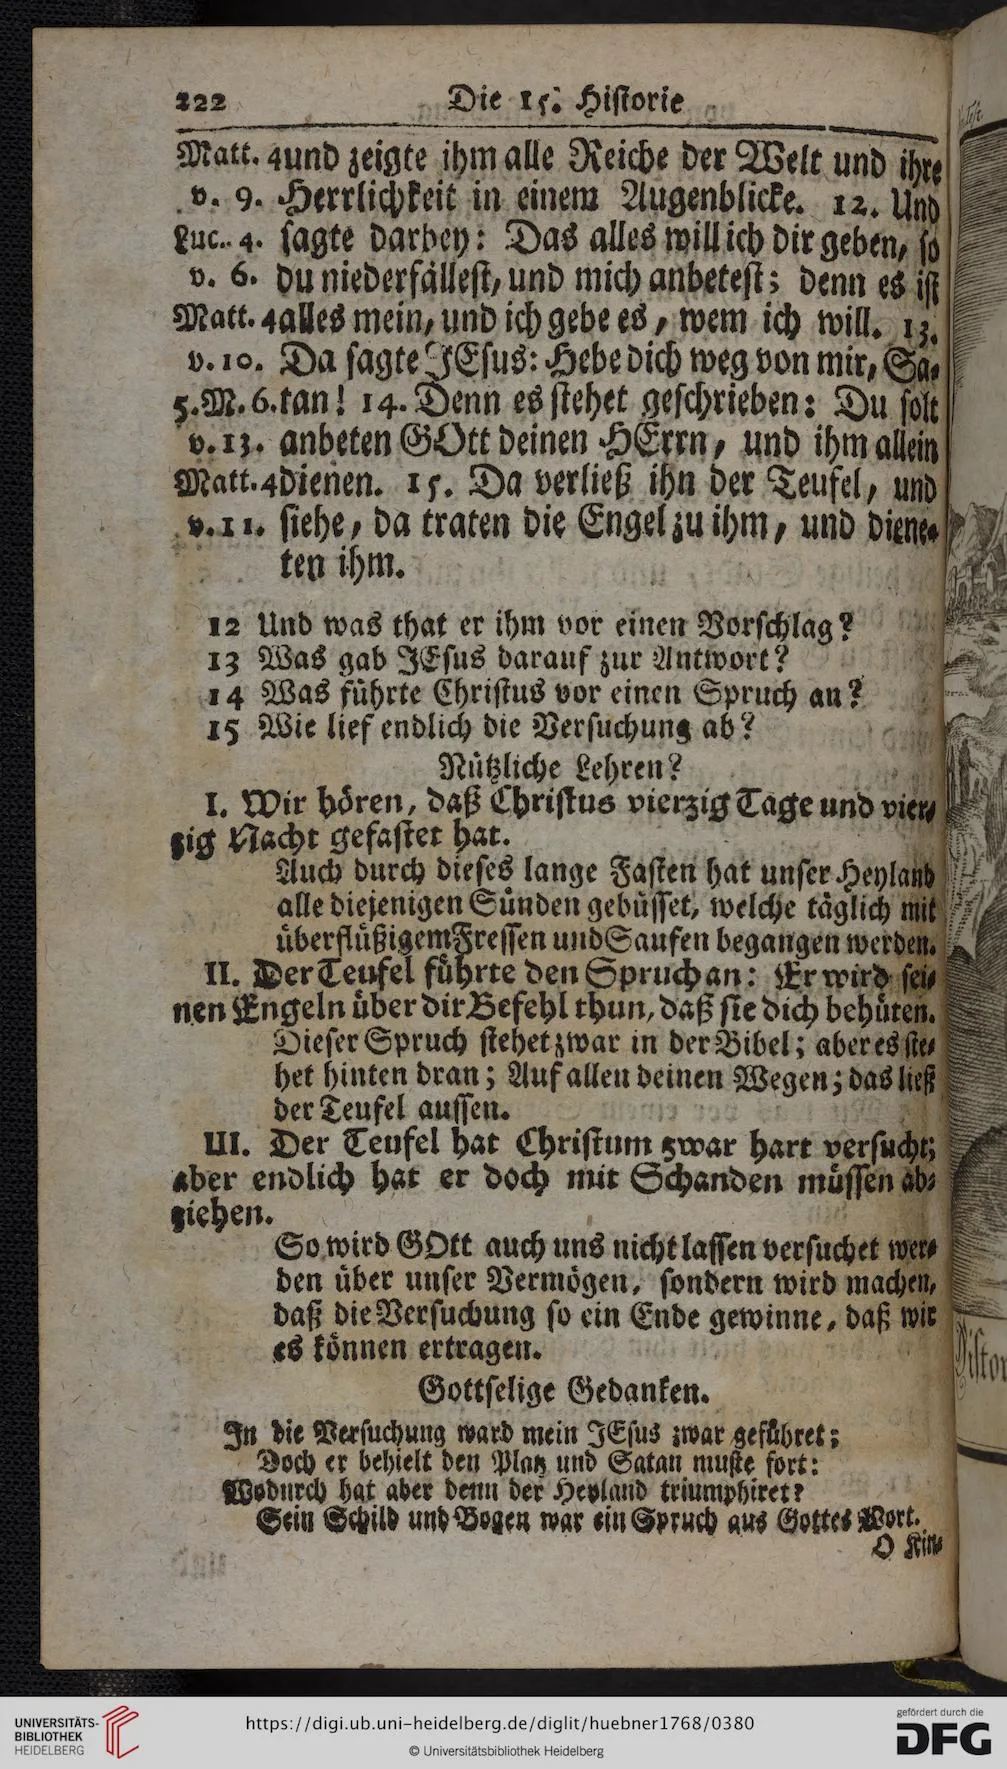 222 Die 15. Historie
Matt. 4 und zeigte ihm alle Reiche der Welt und ihre
v. 9. Herrlichkeit in einem Augenblicke. 12. Und
Luc. 4. sagte darbey: Das alles will ich dir geben, so
v. 6. du niederfällest, und mich anbetest; denn es ist
Matt. 4 alles mein, und ich gebe es, wem ich will. 13.
v. 10. Da sagte JEsus: Hebe dich weg von mir, Sa-
5. M. 6. tan! 14. Denn es stehet geschrieben: Du solt
v. 13. anbeten GOtt deinen HErrn, und ihm allein
Matt. 4 dienen. 15. Da verließ ihn der Teufel, und
v. 11. siehe, da traten die Engel zu ihm, und diene-
ten ihm.
12 Und was that er ihm vor einen Vorschlag?
13 Was gab JEsus darauf zur Antwort?
14 Was führte Christus vor einen Spruch an?
15 Wie lief endlich die Versuchung ab?
Nützliche Lehren?
I. Wir hören, daß Christus vierzig Tage und vier-
zig Nacht gefastet hat.
Auch durch dieses lange Fasten hat unser Heyland
alle diejenigen Sünden gebüsset, welche täglich mit
überflüßigem Fressen und Saufen begangen werden.
II. Der Teufel führte den Spruch an: Er wird sei-
nen Engeln über dir Befehl thun, daß sie dich behüten.
Dieser Spruch stehet zwar in der Bibel; aber es ste-
het hinten dran; Auf allen deinen Wegen; das ließ
der Teufel aussen.
III. Der Teufel hat Christum zwar hart versucht;
aber endlich hat er doch mit Schanden müssen ab-
ziehen.
So wird GOtt auch uns nicht lassen versuchet wer-
den über unser Vermögen, sondern wird machen,
daß die Versuchung so ein Ende gewinne, daß wir
es können ertragen.
Gottselige Gedanken.
In die Versuchung ward mein JEsus zwar geführet;
Doch er behielt den Platz und Satan muste fort:
Wodurch hat aber denn der Heyland triumphiret?
Sein Schild und Bogen war ein Spruch aus Gottes Wort.
O Kin-
UNIVERSITÄTS-
BIBLIOTHEK
HEIDELBERG
https://digi.ub.uni-heidelberg.de/diglit/huebner1768/0380
© Universitätsbibliothek Heidelberg
gefördert durch die
DFG